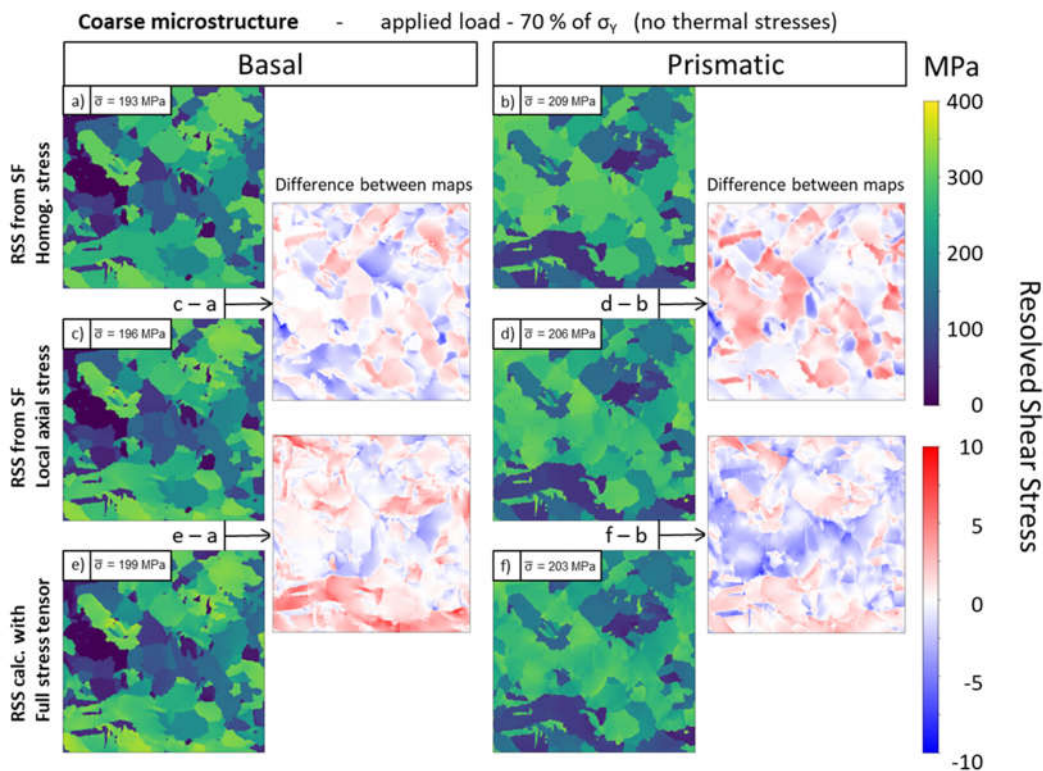 Coarse microstructure - applied load - 70 % of σY (no thermal stresses)
Basal
Prismatic
MPa
a) σ̅ = 193 MPa
b) σ̅ = 209 MPa
400
300
200
100
0
RSS from SF
Homog. stress
Difference between maps
Difference between maps
c – a
d – b
c) σ̅ = 196 MPa
d) σ̅ = 206 MPa
RSS from SF
Local axial stress
Resolved Shear Stress
10
5
0
-5
-10
e – a
f – b
e) σ̅ = 199 MPa
f) σ̅ = 203 MPa
RSS calc. with
Full stress tensor